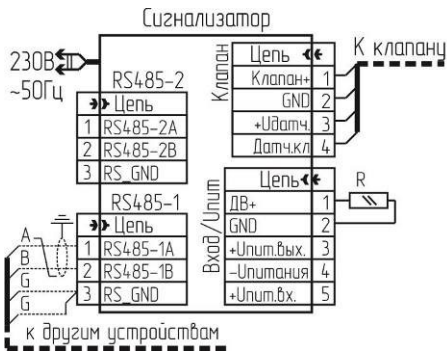 Сигнализатор
230В
~50Гц
RS485-2
Цепь
1 RS485-2A
2 RS485-2B
3 RS_GND
RS485-1
Цепь
1 RS485-1A
2 RS485-1B
3 RS_GND
A
B
G
G
к другим устройствам
Клапан
Цепь
Клапан+ 1
GND 2
+Uдатч. 3
Датч.кл 4
К клапану
Вход/Uпит
Цепь
ДВ+ 1
GND 2
+Uпит.вых. 3
-Uпитания 4
+Uпит.вх. 5
R